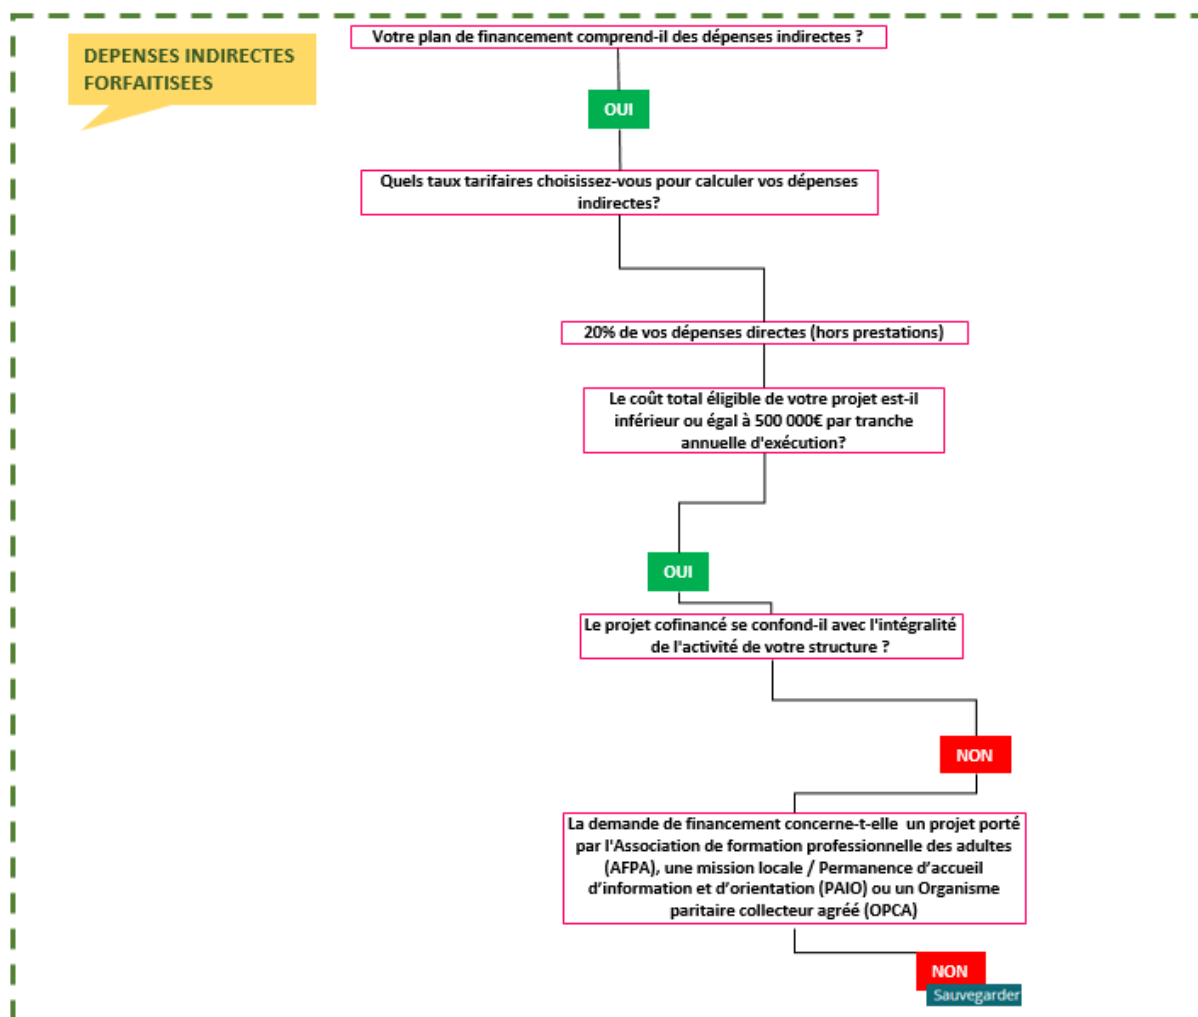 DEPENSES INDIRECTES
FORFAITISEES
Votre plan de financement comprend-il des dépenses indirectes ?
OUI
Quels taux tarifaires choisissez-vous pour calculer vos dépenses
indirectes?
20% de vos dépenses directes (hors prestations)
Le coût total éligible de votre projet est-il
inférieur ou égal à 500 000€ par tranche
annuelle d'exécution?
OUI
Le projet cofinancé se confond-il avec l'intégralité
de l'activité de votre structure ?
NON
La demande de financement concerne-t-elle  un projet porté
par l'Association de formation professionnelle des adultes
(AFPA), une mission locale / Permanence d’accueil
d’information et d’orientation (PAIO) ou un Organisme
paritaire collecteur agréé (OPCA)
NON
Sauvegarder